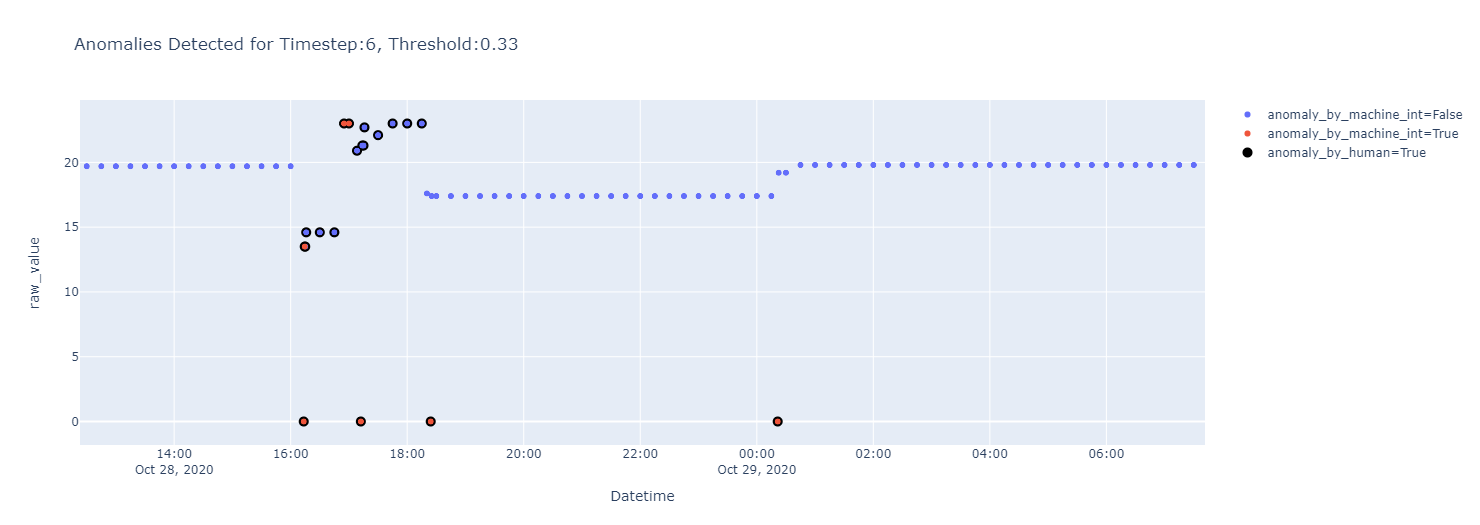 Anomalies Detected for Timestep:6, Threshold:0.33
anomaly_by_machine_int=False
anomaly_by_machine_int=True
anomaly_by_human=True
raw_value
20
15
10
5
0
14:00 16:00 18:00 20:00 22:00 00:00 02:00 04:00 06:00
Oct 28, 2020 Oct 29, 2020
Datetime